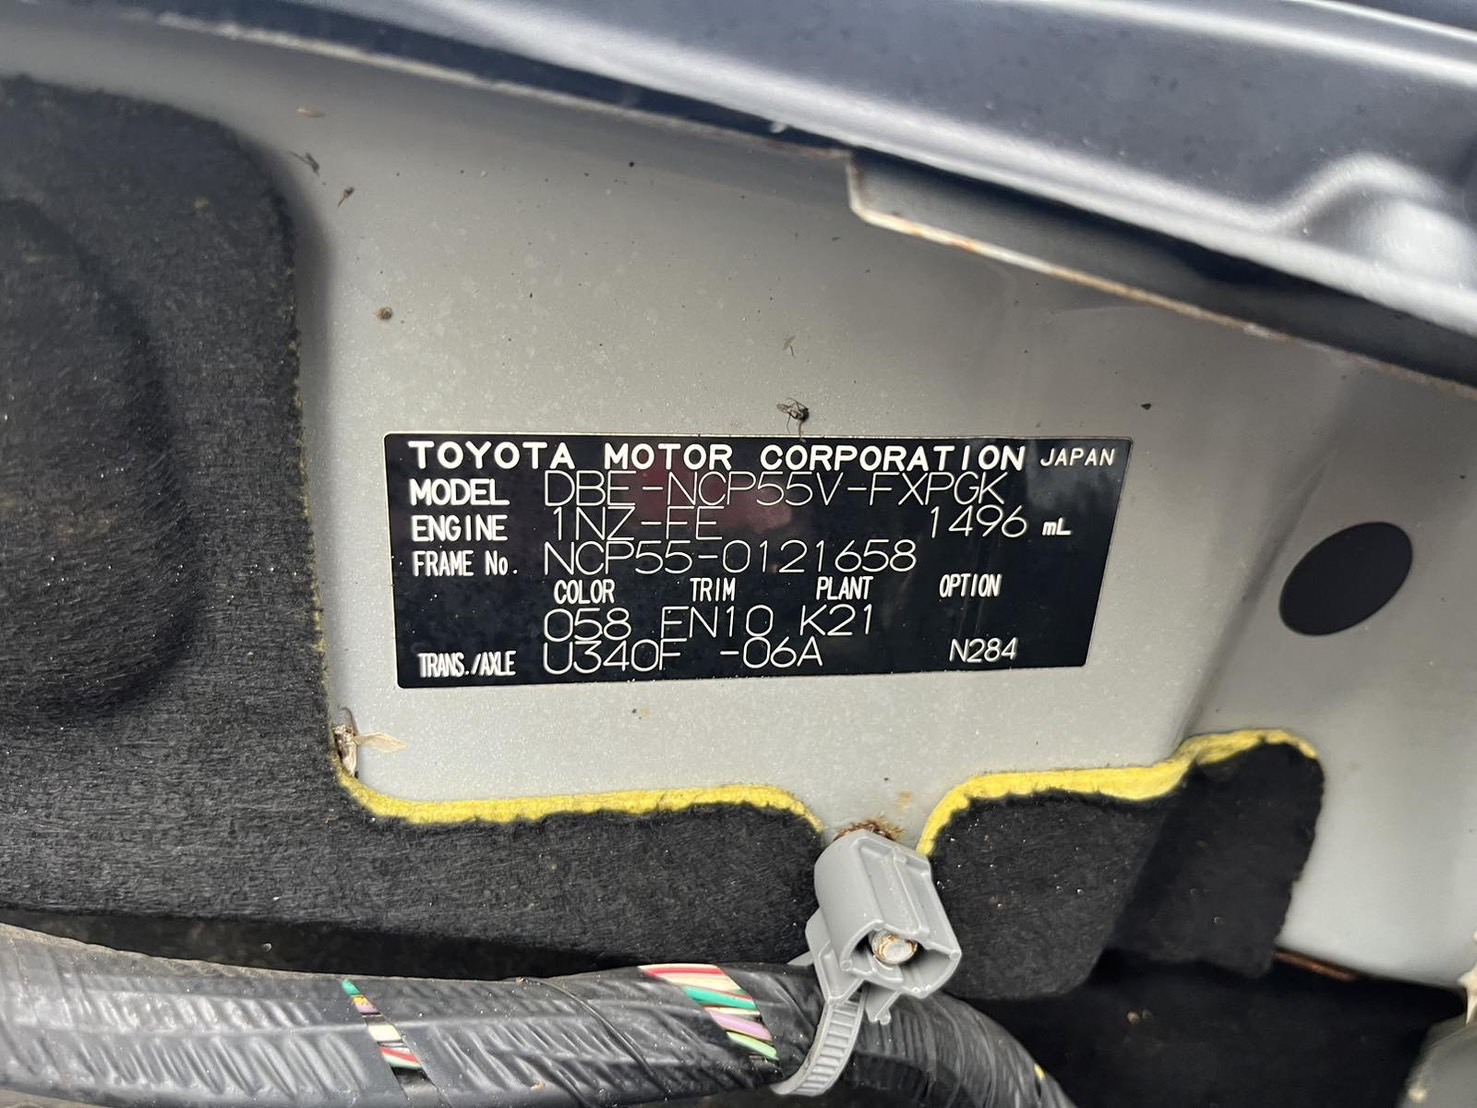 TOYOTA MOTOR CORPORATION JAPAN
MODEL DBE-NCP55V-FXPGK
ENGINE 1NZ-FE 1496 mL
FRAME No. NCP55-0121658
COLOR TRIM PLANT OPTION
058 EN10 K21
TRANS./AXLE U340F -06A N284